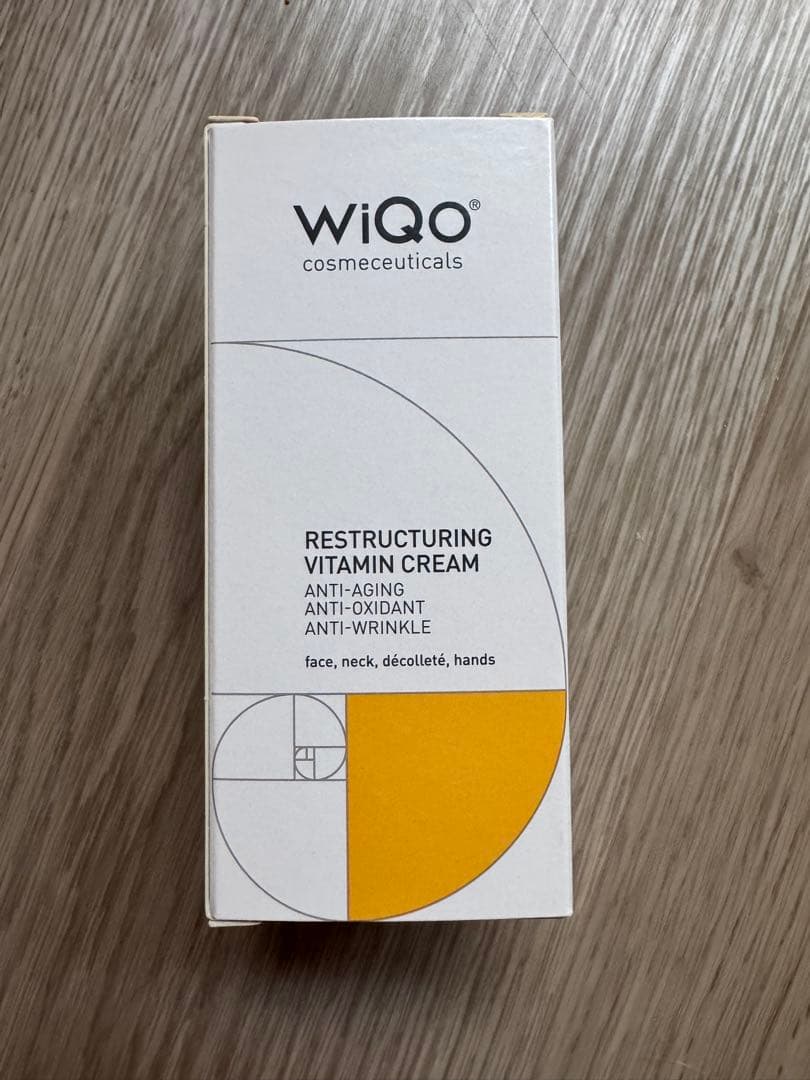 WiQo®
cosmeceuticals
RESTRUCTURING
VITAMIN CREAM
ANTI-AGING
ANTI-OXIDANT
ANTI-WRINKLE
face, neck, décolleté, hands